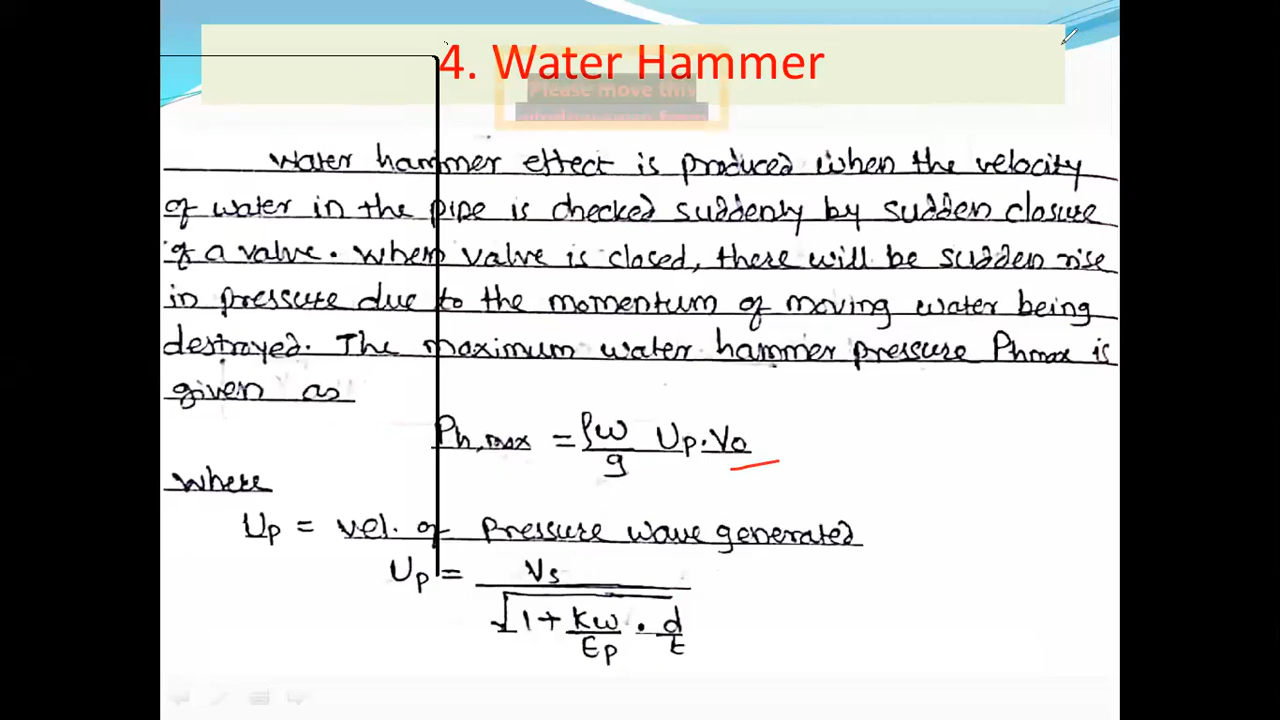 4. Water Hammer
Please move this
Water hammer effect is produced when the velocity
of water in the pipe is checked suddenly by sudden closure
of a valve. When valve is closed, there will be sudden rise
in pressure due to the momentum of moving water being
destroyed. The maximum water hammer pressure Phmax is
given as
Ph,max = ρw/g Up.Vo
where
Up = vel. of pressure wave generated
Up = Vs / √(1 + kw/Ep . d/t)